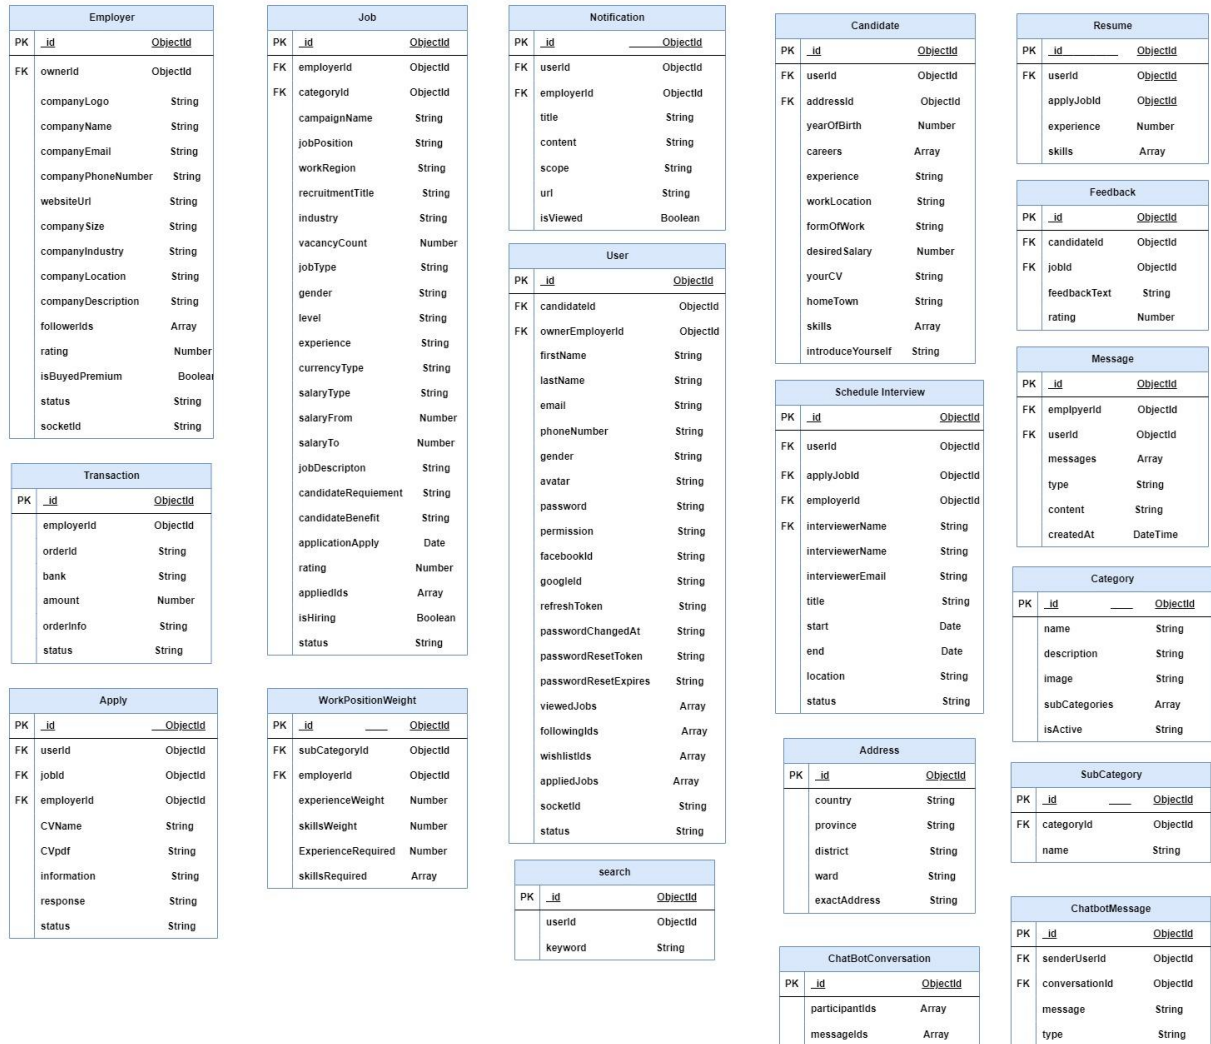 Employer
PK _id ObjectId
FK ownerId ObjectId
companyLogo String
companyName String
companyEmail String
companyPhoneNumber String
websiteUrl String
companySize String
companyIndustry String
companyLocation String
companyDescription String
followerIds Array
rating Number
isBuyedPremium Boolean
status String
socketId String
Transaction
PK _id ObjectId
employerId ObjectId
orderId String
bank String
amount Number
orderInfo String
status String
Apply
PK _id ObjectId
FK userId ObjectId
FK jobId ObjectId
FK employerId ObjectId
CVName String
CVpdf String
information String
response String
status String
Job
PK _id ObjectId
FK employerId ObjectId
FK categoryId ObjectId
campaignName String
jobPosition String
workRegion String
recruitmentTitle String
industry String
vacancyCount Number
jobType String
gender String
level String
experience String
currencyType String
salaryType String
salaryFrom Number
salaryTo Number
jobDescripton String
candidateRequiement String
candidateBenefit String
applicationApply Date
rating Number
appliedIds Array
isHiring Boolean
status String
WorkPositionWeight
PK _id ObjectId
FK subCategoryId ObjectId
FK employerId ObjectId
experienceWeight Number
skillsWeight Number
ExperienceRequired Number
skillsRequired Array
Notification
PK _id ObjectId
FK userId ObjectId
FK employerId ObjectId
title String
content String
scope String
url String
isViewed Boolean
User
PK _id ObjectId
FK candidateId ObjectId
FK ownerEmployerId ObjectId
firstName String
lastName String
email String
phoneNumber String
gender String
avatar String
password String
permission String
facebookId String
googleId String
refreshToken String
passwordChangedAt String
passwordResetToken String
passwordResetExpires String
viewedJobs Array
followingIds Array
wishlistIds Array
appliedJobs Array
socketId String
status String
search
PK _id ObjectId
userId ObjectId
keyword String
Candidate
PK _id ObjectId
FK userId ObjectId
FK addressId ObjectId
yearOfBirth Number
careers Array
experience String
workLocation String
formOfWork String
desiredSalary Number
yourCV String
homeTown String
skills Array
introduceYourself String
Schedule Interview
PK _id ObjectId
FK userId ObjectId
FK applyJobId ObjectId
FK employerId ObjectId
FK interviewerName String
interviewerName String
interviewerEmail String
title String
start Date
end Date
location String
status String
Address
PK _id ObjectId
country String
province String
district String
ward String
exactAddress String
ChatBotConversation
PK _id ObjectId
participantIds Array
messageIds Array
Resume
PK _id ObjectId
FK userId ObjectId
applyJobId ObjectId
experience Number
skills Array
Feedback
PK _id ObjectId
FK candidateId ObjectId
FK jobId ObjectId
feedbackText String
rating Number
Message
PK _id ObjectId
FK emplpyerId ObjectId
FK userId ObjectId
messages Array
type String
content String
createdAt DateTime
Category
PK _id ObjectId
name String
description String
image String
subCategories Array
isActive String
SubCategory
PK _id ObjectId
FK categoryId ObjectId
name String
ChatbotMessage
PK _id ObjectId
FK senderUserId ObjectId
FK conversationId ObjectId
message String
type String